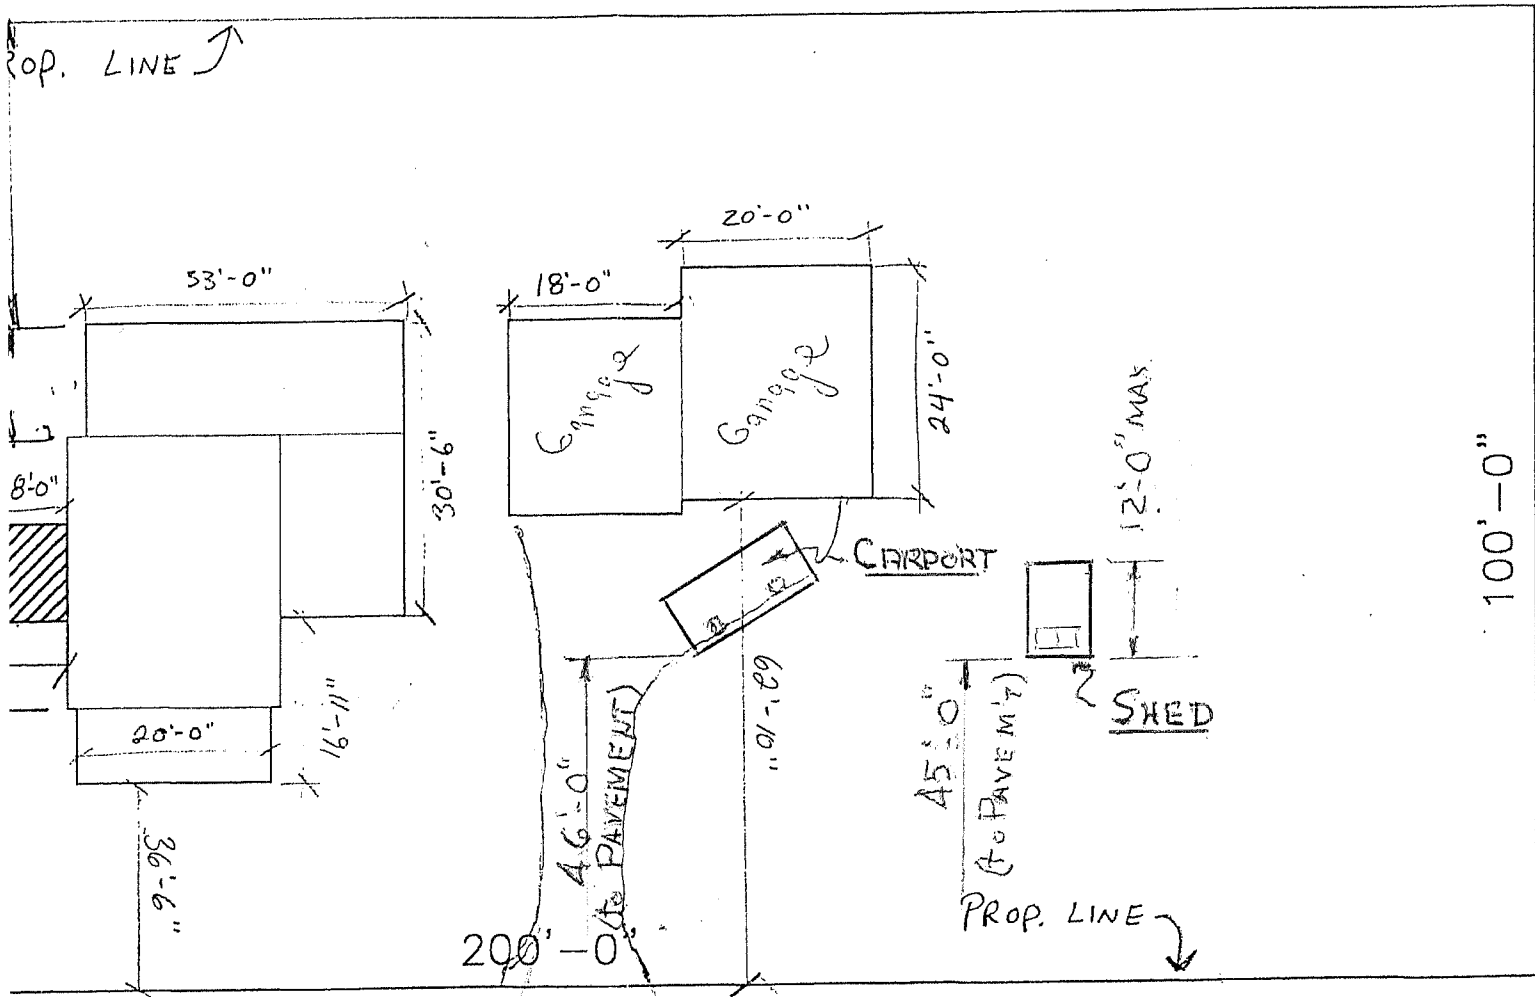 ROP. LINE
20'-0"
53'-0"
18'-0"
Garage
Garage
24'-0"
30'-6"
12'-0" MAX.
100'-0"
8'-0"
CARPORT
SHED
20'-0"
16'-11"
62'-10"
46'-0"
(to PAVEMENT)
45'-0"
(to PAVEM'T)
36'-6"
PROP. LINE
200'-0"